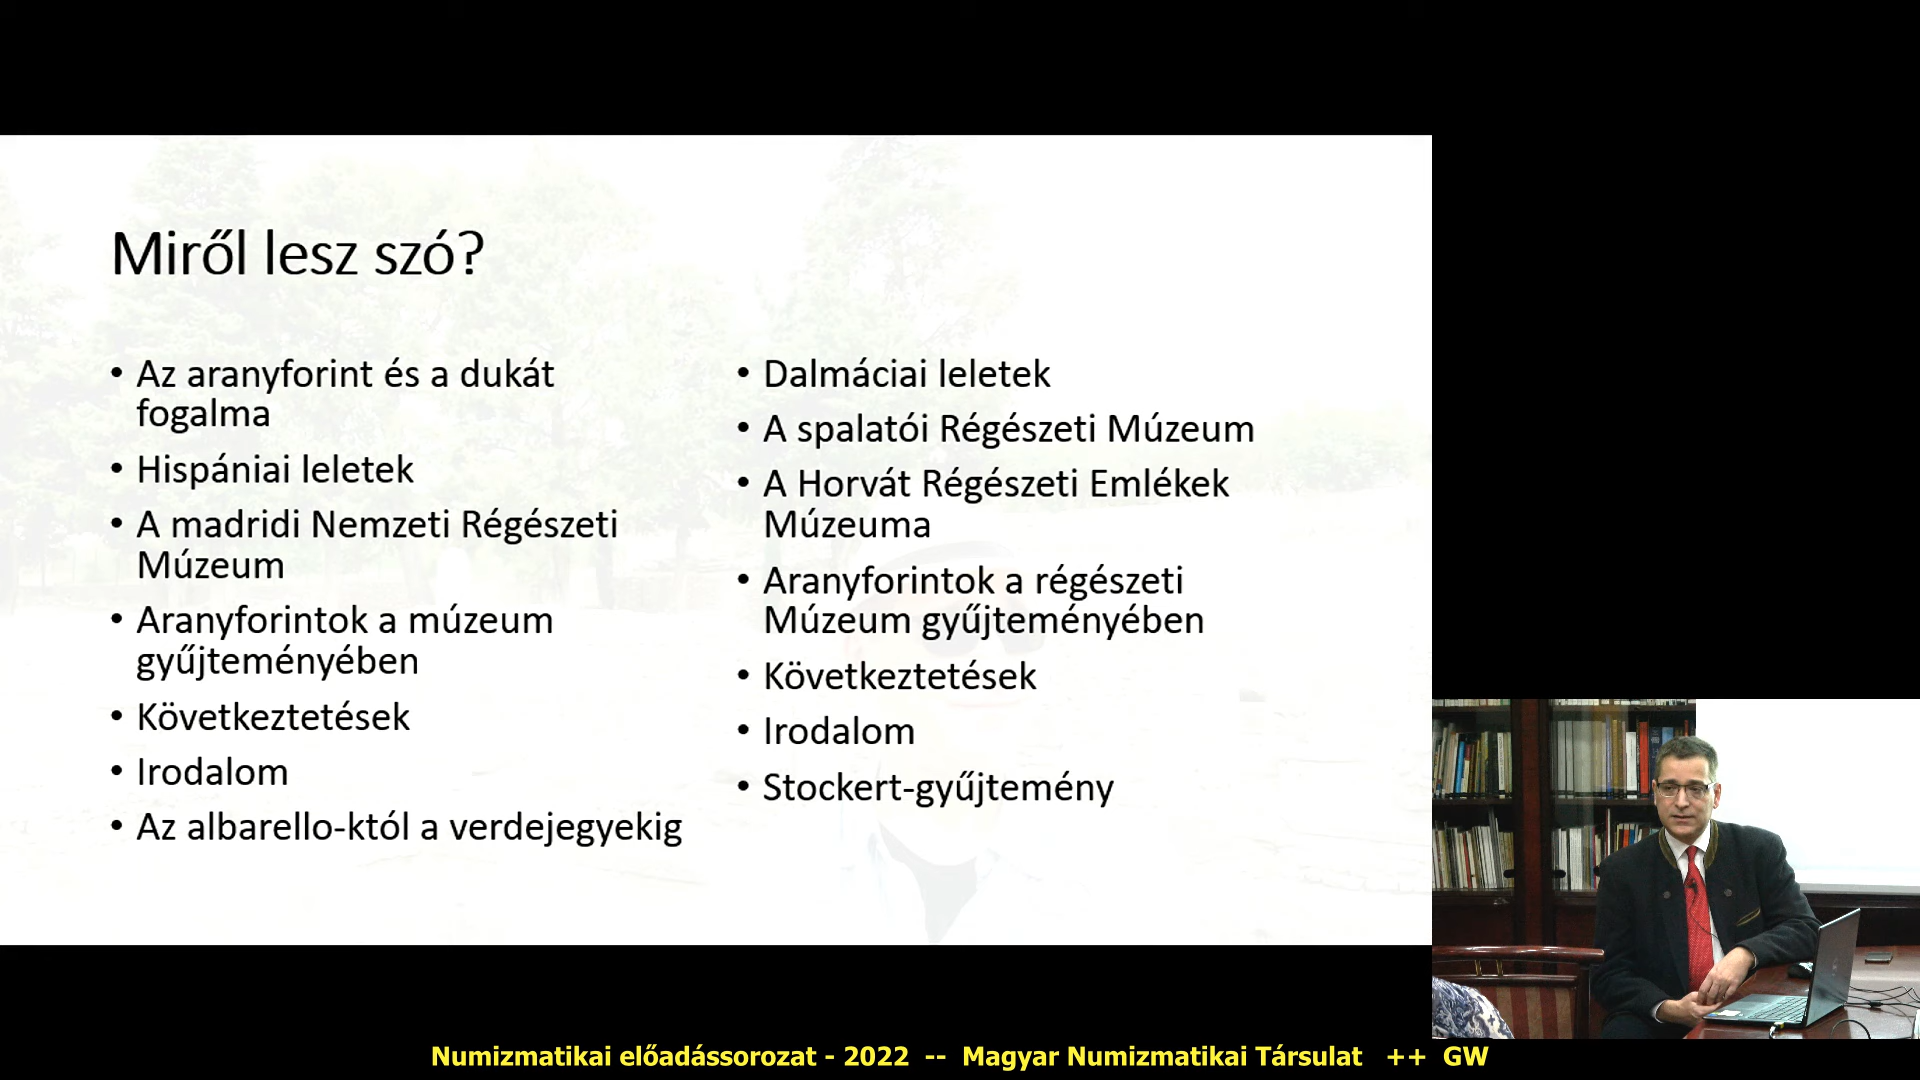 Miről lesz szó?
• Az aranyforint és a dukát
fogalma
• Hispániai leletek
• A madridi Nemzeti Régészeti
Múzeum
• Aranyforintok a múzeum
gyűjteményében
• Következtetések
• Irodalom
• Az albarello-któl a verdejegyekig
• Dalmáciai leletek
• A spalatói Régészeti Múzeum
• A Horvát Régészeti Emlékek
Múzeuma
• Aranyforintok a régészeti
Múzeum gyűjteményében
• Következtetések
• Irodalom
• Stockert-gyűjtemény
Numizmatikai előadássorozat - 2022 -- Magyar Numizmatikai Társulat ++ GW